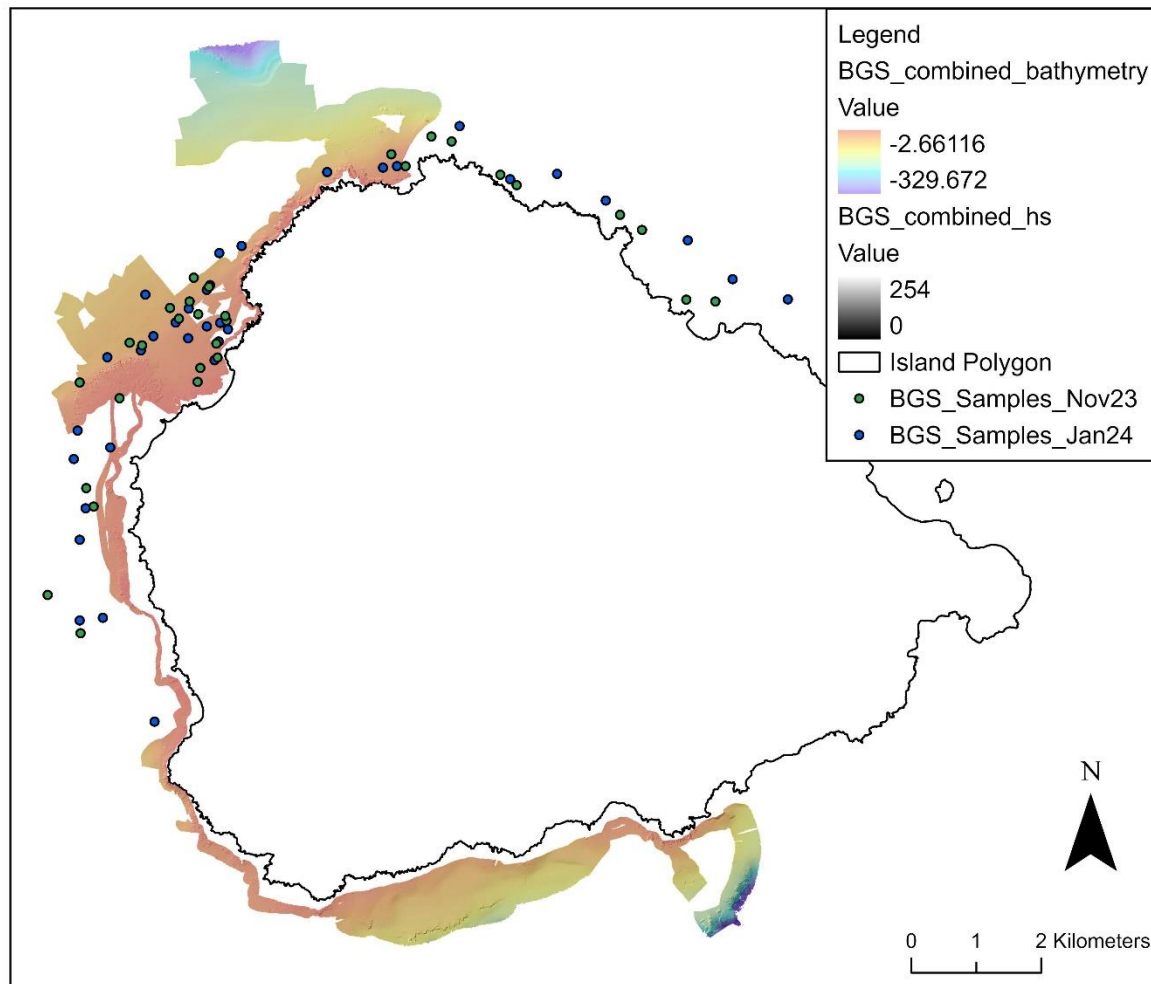 Legend
BGS_combined_bathymetry
Value
-2.66116
-329.672
BGS_combined_hs
Value
254
0
Island Polygon
BGS_Samples_Nov23
BGS_Samples_Jan24
N
0 1 2 Kilometers